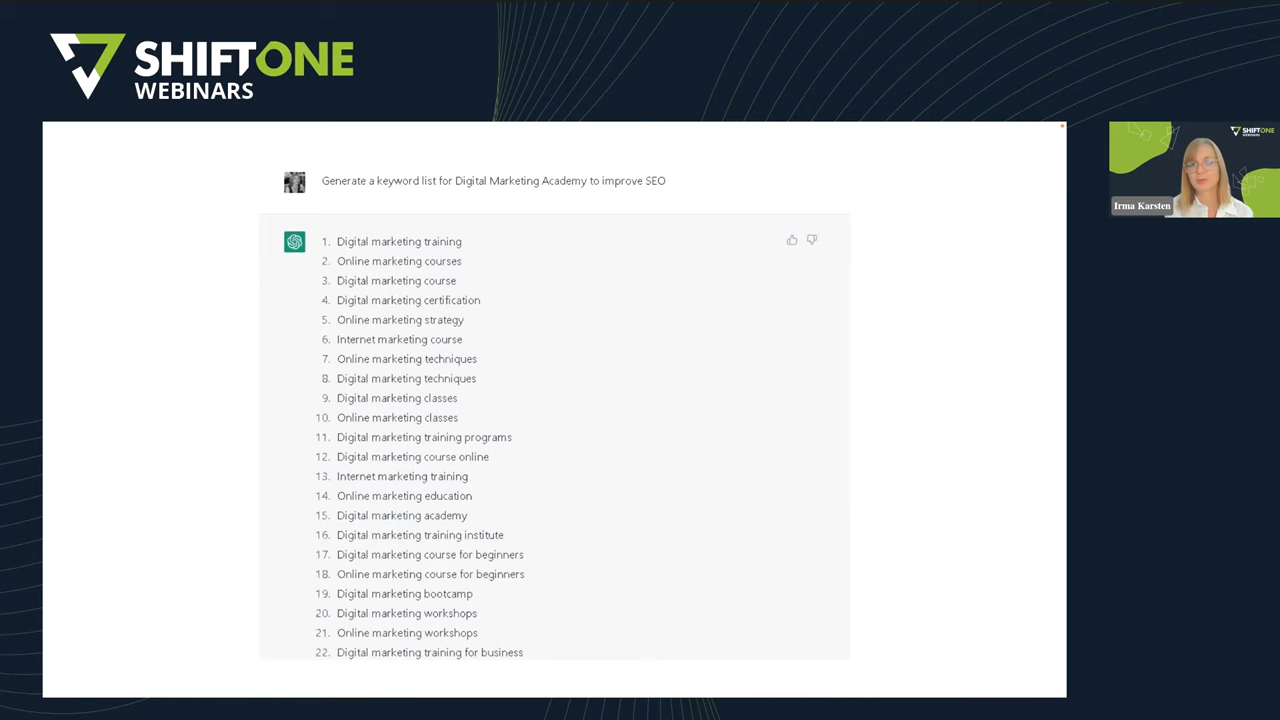 SHIFTONE
WEBINARS
Generate a keyword list for Digital Marketing Academy to improve SEO
1. Digital marketing training
2. Online marketing courses
3. Digital marketing course
4. Digital marketing certification
5. Online marketing strategy
6. Internet marketing course
7. Online marketing techniques
8. Digital marketing techniques
9. Digital marketing classes
10. Online marketing classes
11. Digital marketing training programs
12. Digital marketing course online
13. Internet marketing training
14. Online marketing education
15. Digital marketing academy
16. Digital marketing training institute
17. Digital marketing course for beginners
18. Online marketing course for beginners
19. Digital marketing bootcamp
20. Digital marketing workshops
21. Online marketing workshops
22. Digital marketing training for business
SHIFTONE
WEBINARS
Irma Karsten